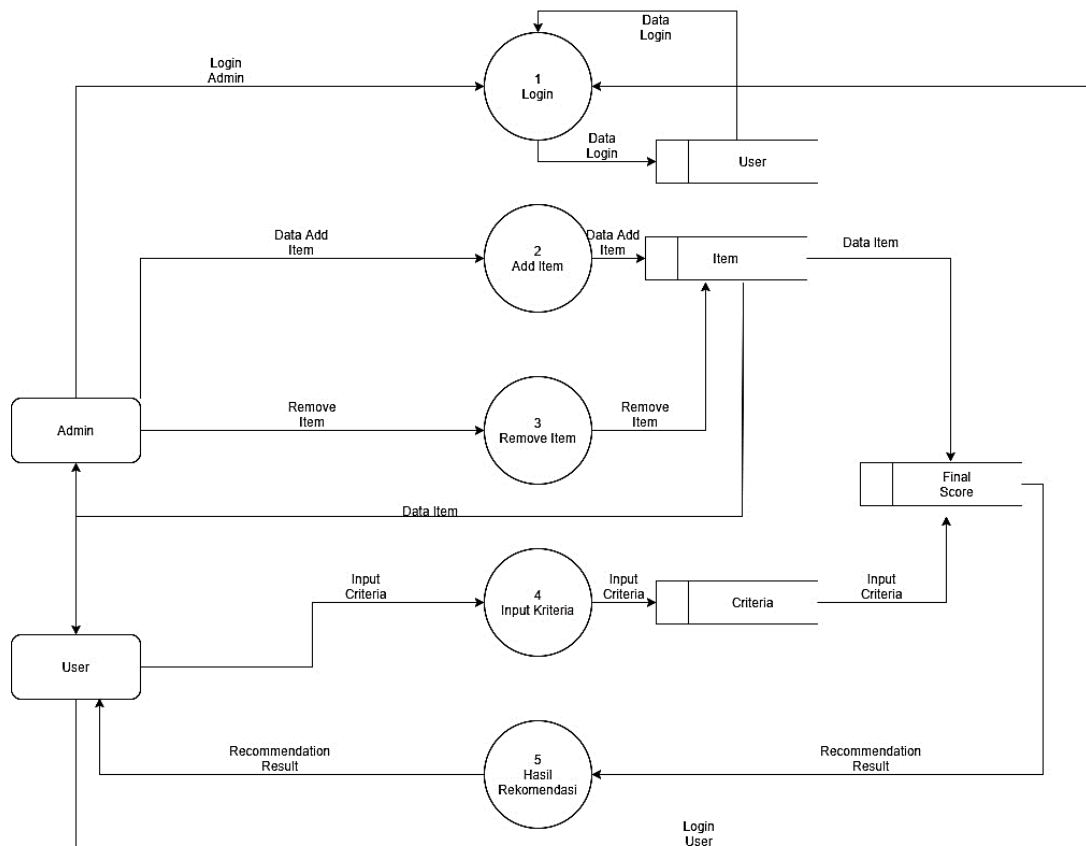 Data
Login
Login
Admin
1
Login
Data
Login
User
Data Add
Item
2
Add Item
Data Add
Item
Item
Data Item
Admin
Remove
Item
3
Remove Item
Remove
Item
Final
Score
Data Item
Input
Criteria
4
Input Kriteria
Input
Criteria
Criteria
Input
Criteria
User
Recommendation
Result
5
Hasil
Rekomendasi
Recommendation
Result
Login
User